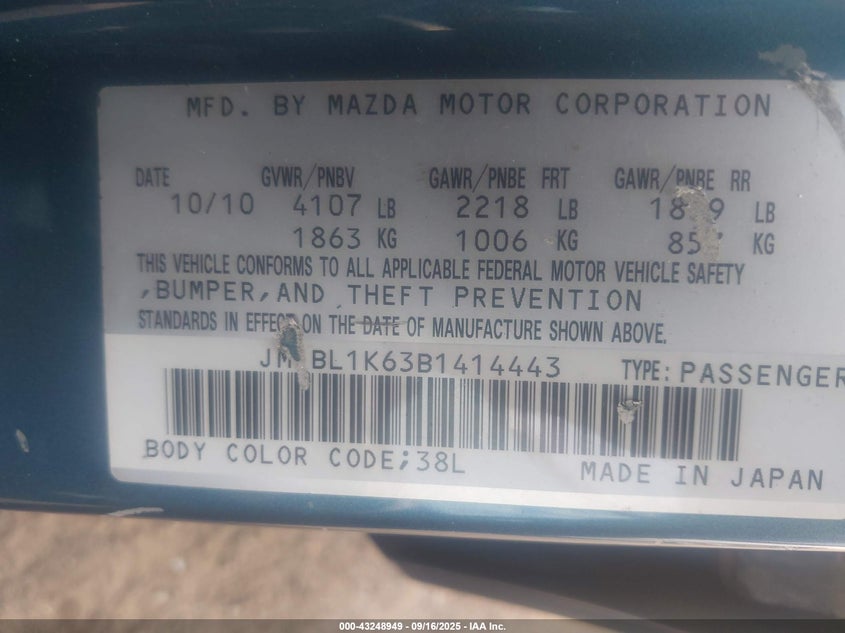 MFD. BY MAZDA MOTOR CORPORATION
DATE GVWR/PNBV GAWR/PNBE FRT GAWR/PNBE RR
10/10 4107 LB 2218 LB LB
1863 KG 1006 KG KG
THIS VEHICLE CONFORMS TO ALL APPLICABLE FEDERAL MOTOR VEHICLE SAFETY
,BUMPER,AND THEFT PREVENTION
STANDARDS IN EFFECT ON THE DATE OF MANUFACTURE SHOWN ABOVE.
TYPE: PASSENGER
BODY COLOR CODE;38L
MADE IN JAPAN
000-43248949 - 09/16/2025 - IAA Inc.